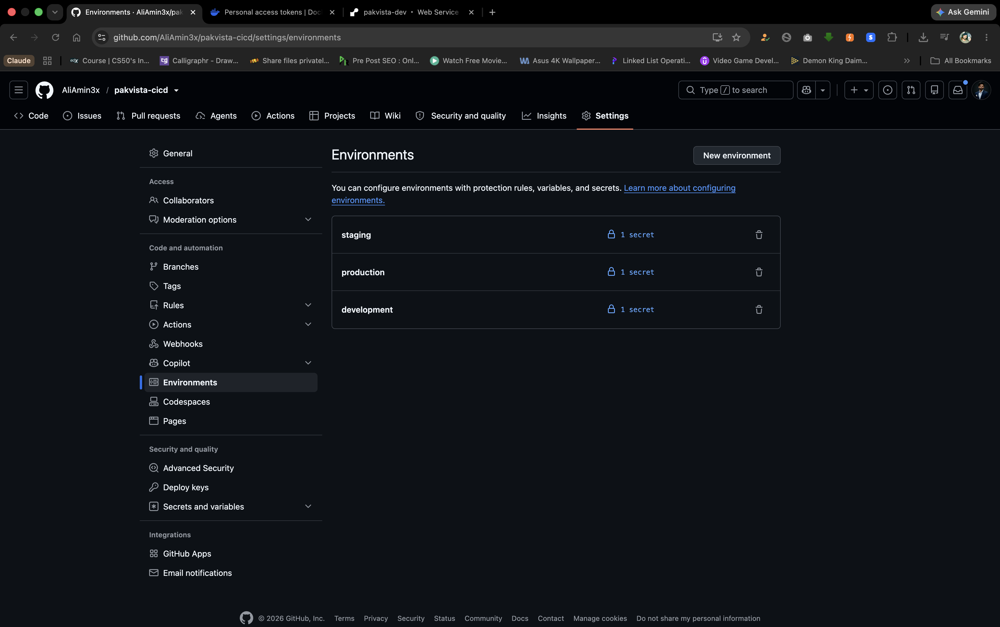 Environments · AliAmin3x/pak
Personal access tokens | Doc
pakvista-dev • Web Service
Ask Gemini
github.com/AliAmin3x/pakvista-cicd/settings/environments
Claude
edX Course | CS50's In...
cg Calligraphr - Draw...
Share files privatel...
PR Pre Post SEO : Onl...
Watch Free Movie...
WA Asus 4K Wallpaper...
Linked List Operati...
Video Game Devel...
Demon King Daim...
All Bookmarks
AliAmin3x / pakvista-cicd
Type / to search
Code
Issues
Pull requests
Agents
Actions
Projects
Wiki
Security and quality
Insights
Settings
General
Access
Collaborators
Moderation options
Code and automation
Branches
Tags
Rules
Actions
Webhooks
Copilot
Environments
Codespaces
Pages
Security and quality
Advanced Security
Deploy keys
Secrets and variables
Integrations
GitHub Apps
Email notifications
Environments
New environment
You can configure environments with protection rules, variables, and secrets. Learn more about configuring
environments.
staging
1 secret
production
1 secret
development
1 secret
© 2026 GitHub, Inc.
Terms
Privacy
Security
Status
Community
Docs
Contact
Manage cookies
Do not share my personal information